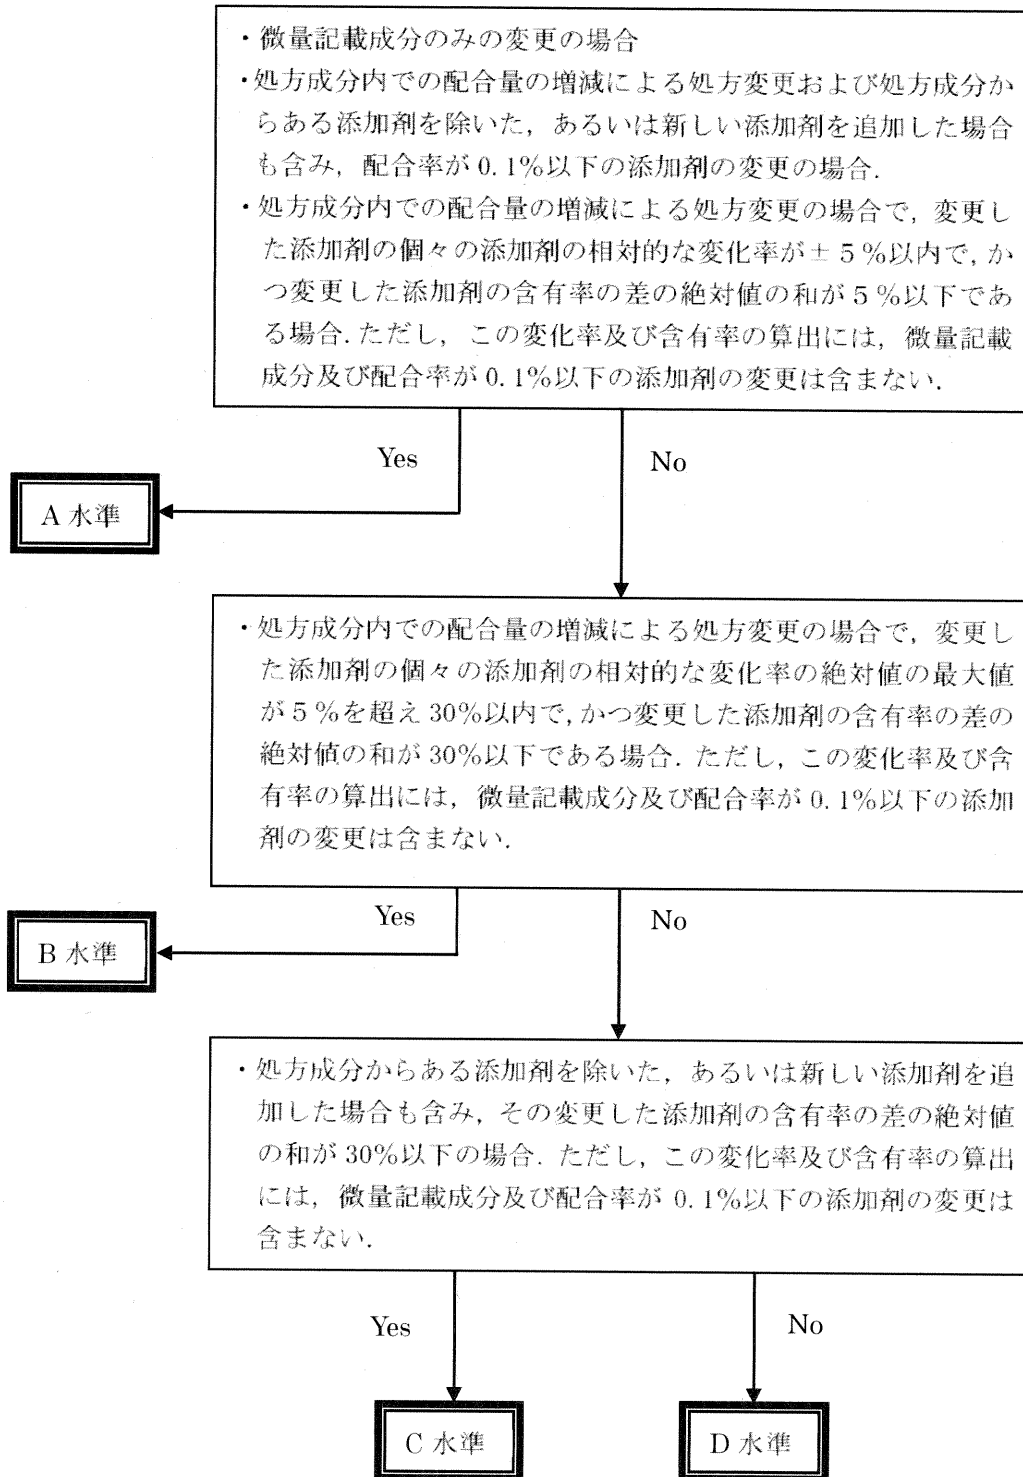 ・微量記載成分のみの変更の場合
・処方成分内での配合量の増減による処方変更および処方成分か
らある添加剤を除いた，あるいは新しい添加剤を追加した場合
も含み，配合率が 0.1％以下の添加剤の変更の場合．
・処方成分内での配合量の増減による処方変更の場合で，変更し
た添加剤の個々の添加剤の相対的な変化率が±５％以内で，か
つ変更した添加剤の含有率の差の絶対値の和が５％以下であ
る場合．ただし，この変化率及び含有率の算出には，微量記載
成分及び配合率が 0.1％以下の添加剤の変更は含まない．
Yes
No
A 水準
・処方成分内での配合量の増減による処方変更の場合で，変更し
た添加剤の個々の添加剤の相対的な変化率の絶対値の最大値
が５％を超え 30％以内で，かつ変更した添加剤の含有率の差の
絶対値の和が 30％以下である場合．ただし，この変化率及び含
有率の算出には，微量記載成分及び配合率が 0.1％以下の添加
剤の変更は含まない．
Yes
No
B 水準
・処方成分からある添加剤を除いた，あるいは新しい添加剤を追
加した場合も含み，その変更した添加剤の含有率の差の絶対値
の和が 30％以下の場合．ただし，この変化率及び含有率の算出
には，微量記載成分及び配合率が 0.1％以下の添加剤の変更は
含まない．
Yes
No
C 水準
D 水準